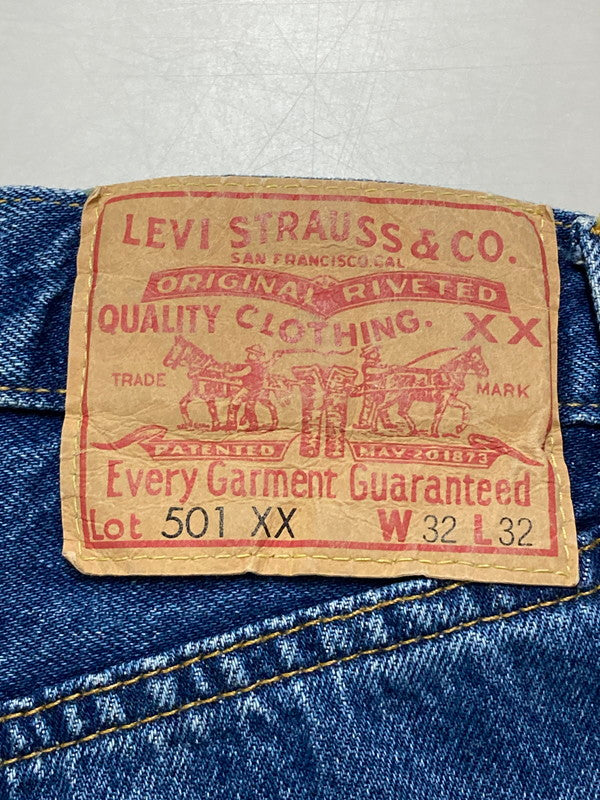 LEVI STRAUSS & CO.
SAN FRANCISCO, CAL
ORIGINAL RIVETED
QUALITY CLOTHING. XX
TRADE MARK
PATENTED MAY 20 1873
Every Garment Guaranteed
Lot 501 XX W 32 L 32